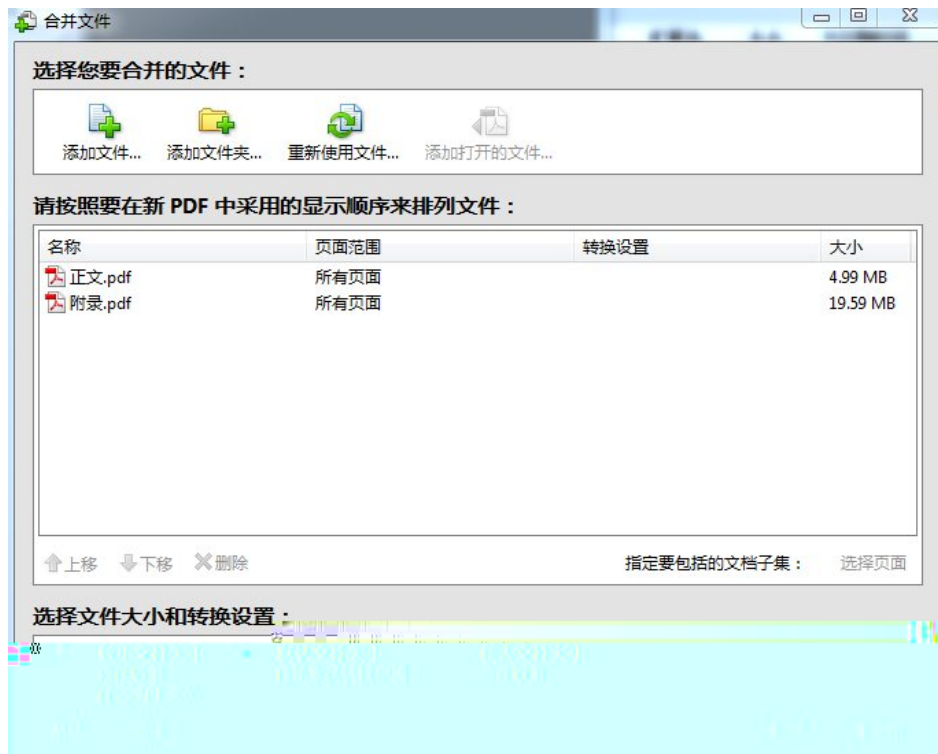 合并文件
选择您要合并的文件：
添加文件... 添加文件夹... 重新使用文件... 添加打开的文件...
请按照要在新 PDF 中采用的显示顺序来排列文件：
名称 页面范围 转换设置 大小
正文.pdf 所有页面 4.99 MB
附录.pdf 所有页面 19.59 MB
上移 下移 删除 指定要包括的文档子集： 选择页面
选择文件大小和转换设置：